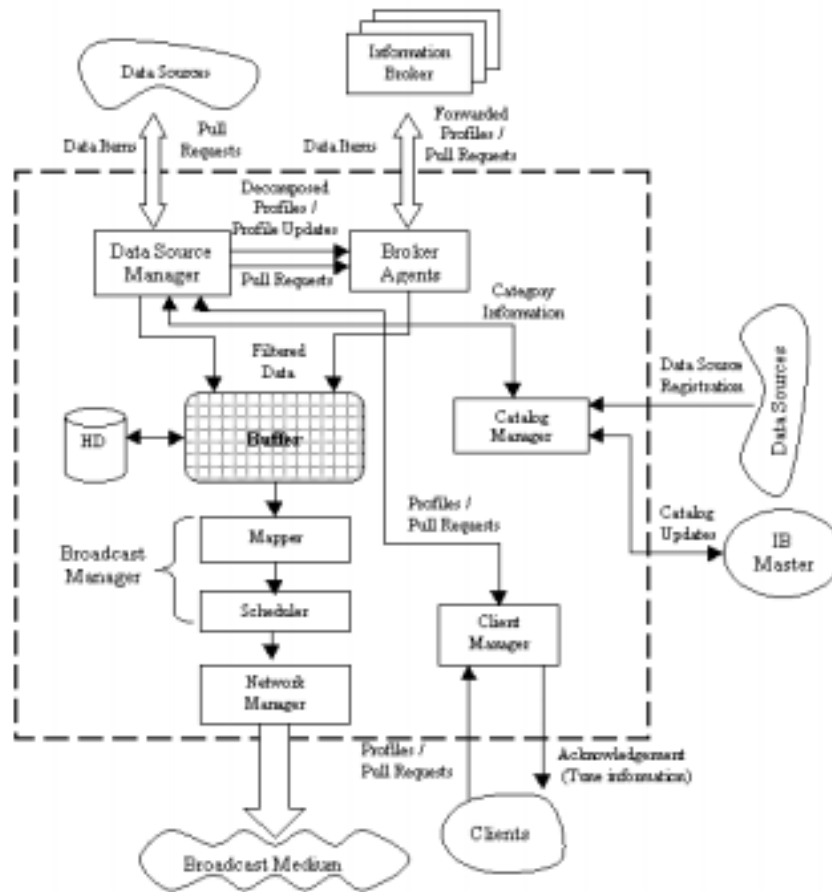 Information
Broker
Data Sources
Pull
Requests
Data Items
Data Items
Forwarded
Profiles /
Pull Requests
Decomposed
Profiles /
Profile Updates
Data Source
Manager
Pull Requests
Broker
Agents
Category
Information
Filtered
Data
Data Source
Registration
Data Sources
HD
Buffer
Catalog
Manager
Profiles /
Pull Requests
Catalog
Updates
IB
Master
Broadcast
Manager
Mapper
Scheduler
Client
Manager
Network
Manager
Profiles /
Pull Requests
Acknowledgement
(Tune information)
Clients
Broadcast Medium